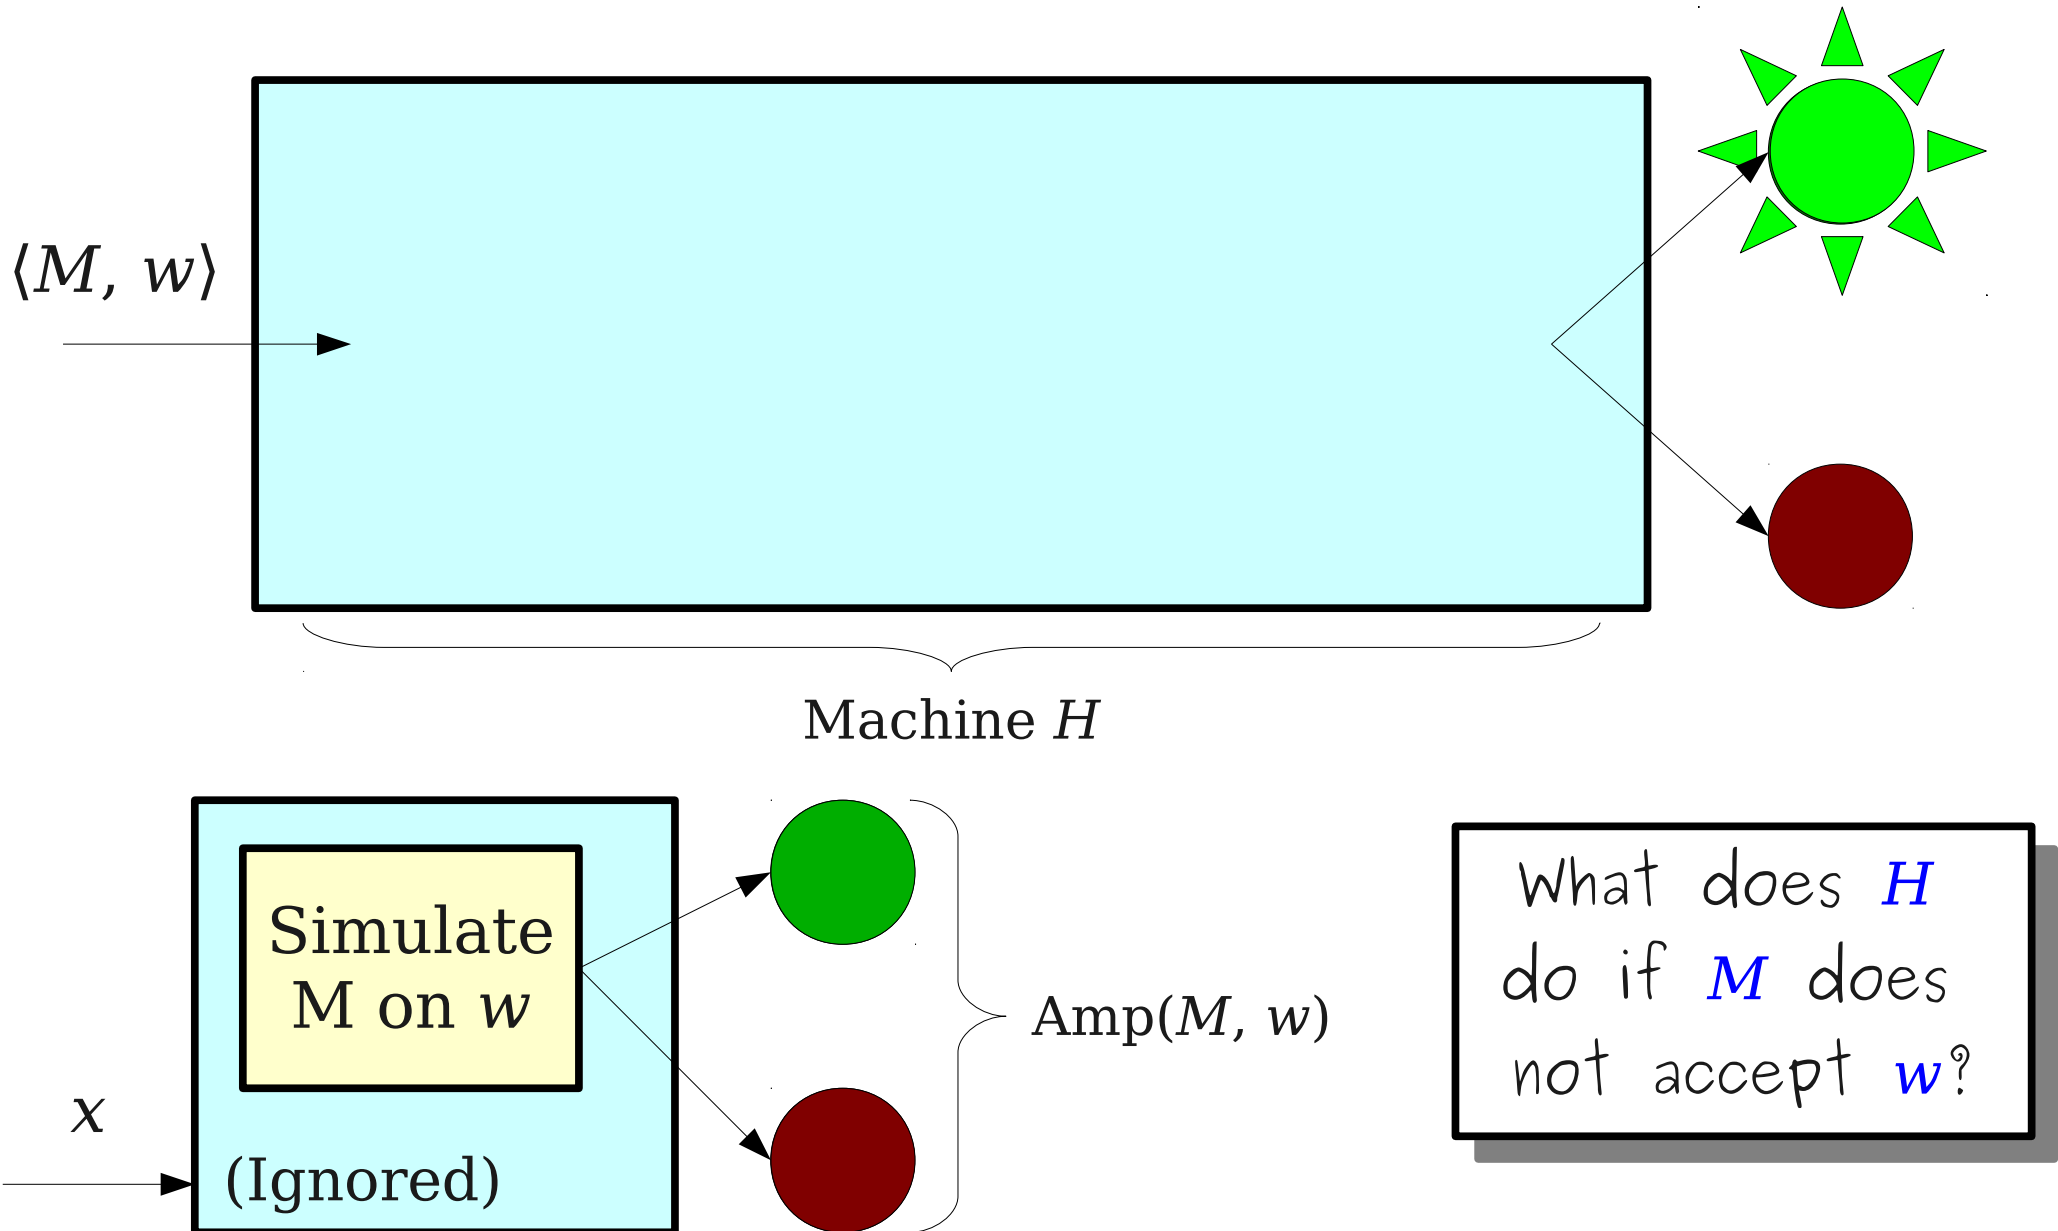 ⟨M, w⟩
Machine H
Simulate
M on w
x
(Ignored)
Amp(M, w)
What does H
do if M does
not accept w?